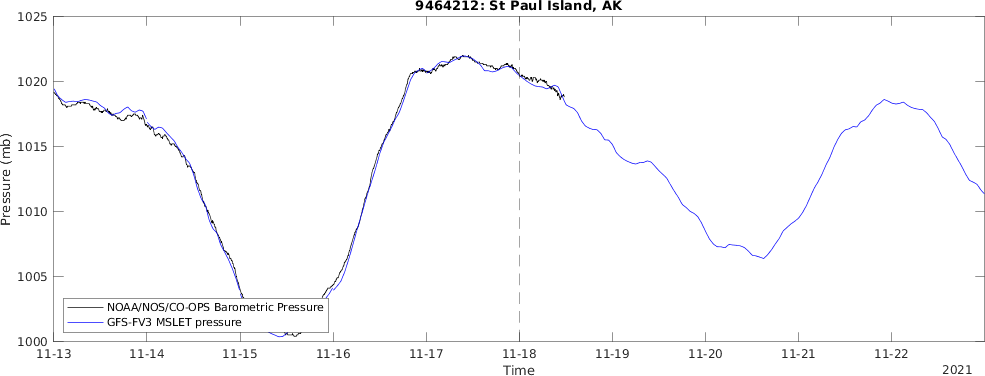 9464212: St Paul Island, AK
1025
1020
1015
1010
1005
1000
Pressure (mb)
NOAA/NOS/CO-OPS Barometric Pressure
GFS-FV3 MSLET pressure
11-13 11-14 11-15 11-16 11-17 11-18 11-19 11-20 11-21 11-22
Time
2021